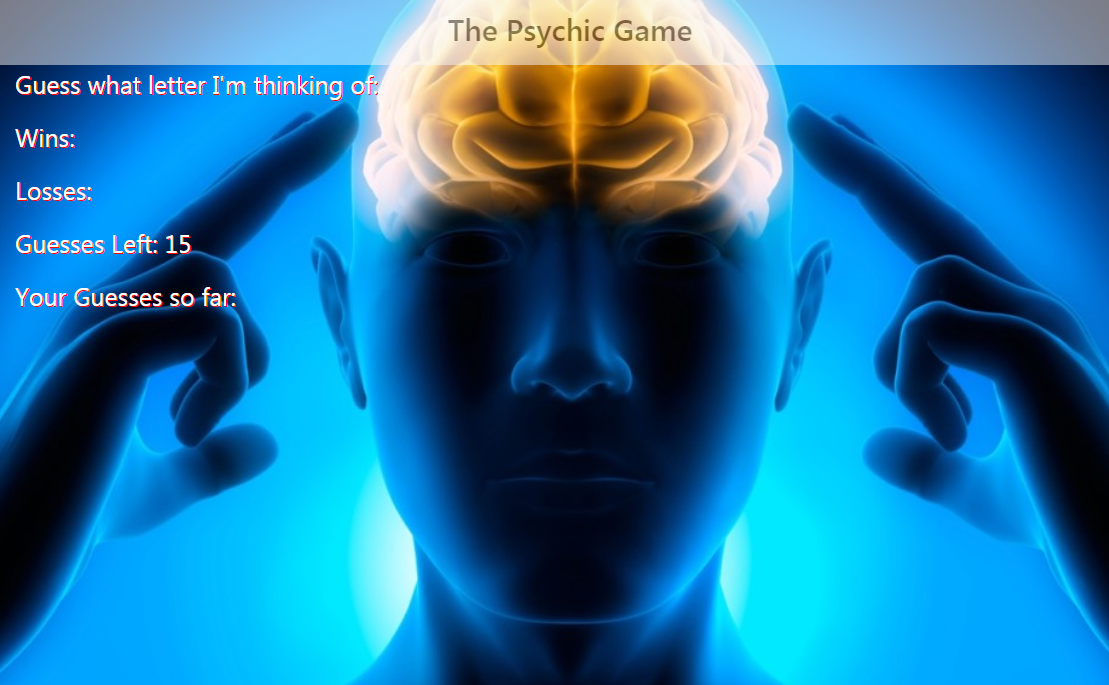 The Psychic Game
Guess what letter I'm thinking of:
Wins:
Losses:
Guesses Left: 15
Your Guesses so far: